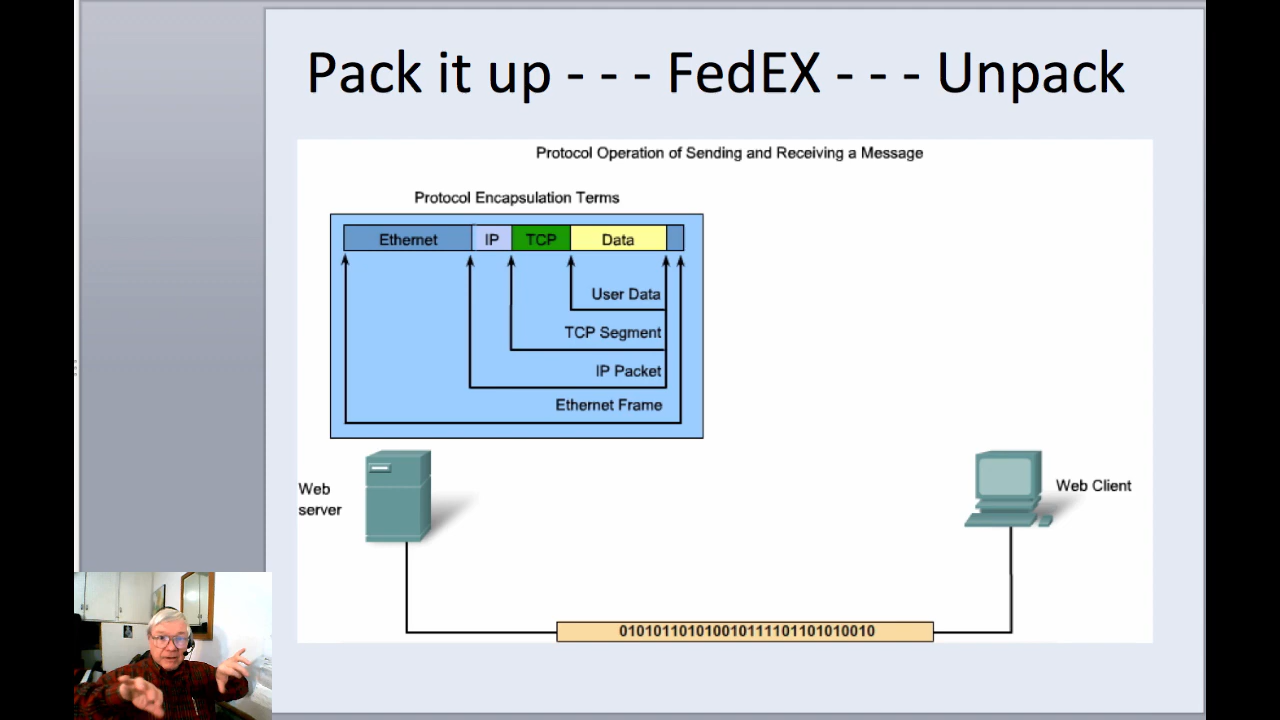 Pack it up - - - FedEX - - - Unpack
Protocol Operation of Sending and Receiving a Message
Protocol Encapsulation Terms
Ethernet IP TCP Data
User Data
TCP Segment
IP Packet
Ethernet Frame
Web
server
Web Client
0101011010100101111101101010010